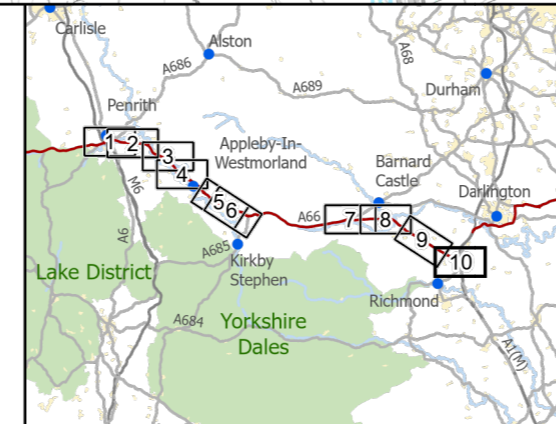 Carlisle
Alston
A686
A689
A68
Durham
Penrith
1
2
3
4
Appleby-In-
Westmorland
Barnard
Castle
Darlington
5
6
A66
7
8
9
10
M6
A6
A685
Kirkby
Stephen
Lake District
Richmond
A684
Yorkshire
Dales
A1(M)